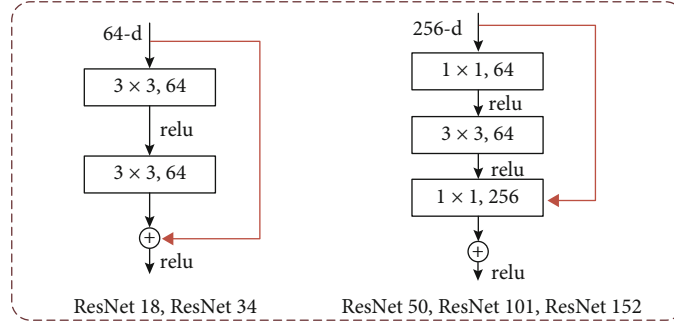 64-d
3 × 3, 64
relu
3 × 3, 64
+
relu
ResNet 18, ResNet 34
256-d
1 × 1, 64
relu
3 × 3, 64
relu
1 × 1, 256
+
relu
ResNet 50, ResNet 101, ResNet 152